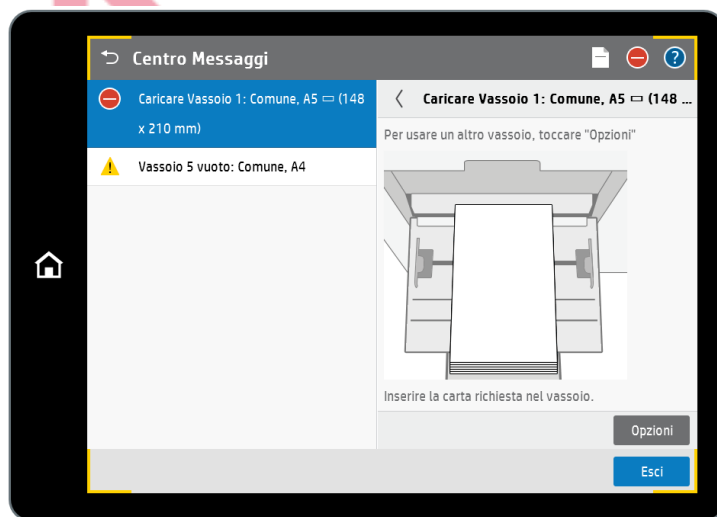 Centro Messaggi
Caricare Vassoio 1: Comune, A5 ▭ (148
x 210 mm)
Vassoio 5 vuoto: Comune, A4
Caricare Vassoio 1: Comune, A5 ▭ (148 ...
Per usare un altro vassoio, toccare "Opzioni"
Inserire la carta richiesta nel vassoio.
Opzioni
Esci